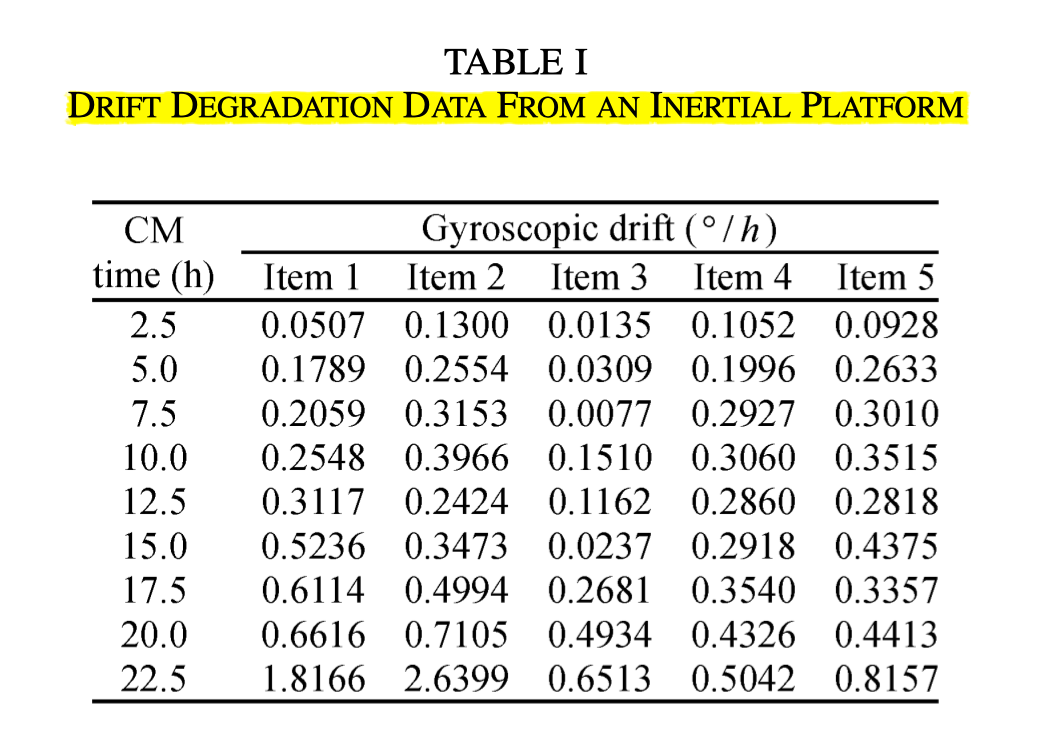 TABLE I
DRIFT DEGRADATION DATA FROM AN INERTIAL PLATFORM
CM time (h) Gyroscopic drift (°/h)
Item 1 Item 2 Item 3 Item 4 Item 5
2.5 0.0507 0.1300 0.0135 0.1052 0.0928
5.0 0.1789 0.2554 0.0309 0.1996 0.2633
7.5 0.2059 0.3153 0.0077 0.2927 0.3010
10.0 0.2548 0.3966 0.1510 0.3060 0.3515
12.5 0.3117 0.2424 0.1162 0.2860 0.2818
15.0 0.5236 0.3473 0.0237 0.2918 0.4375
17.5 0.6114 0.4994 0.2681 0.3540 0.3357
20.0 0.6616 0.7105 0.4934 0.4326 0.4413
22.5 1.8166 2.6399 0.6513 0.5042 0.8157